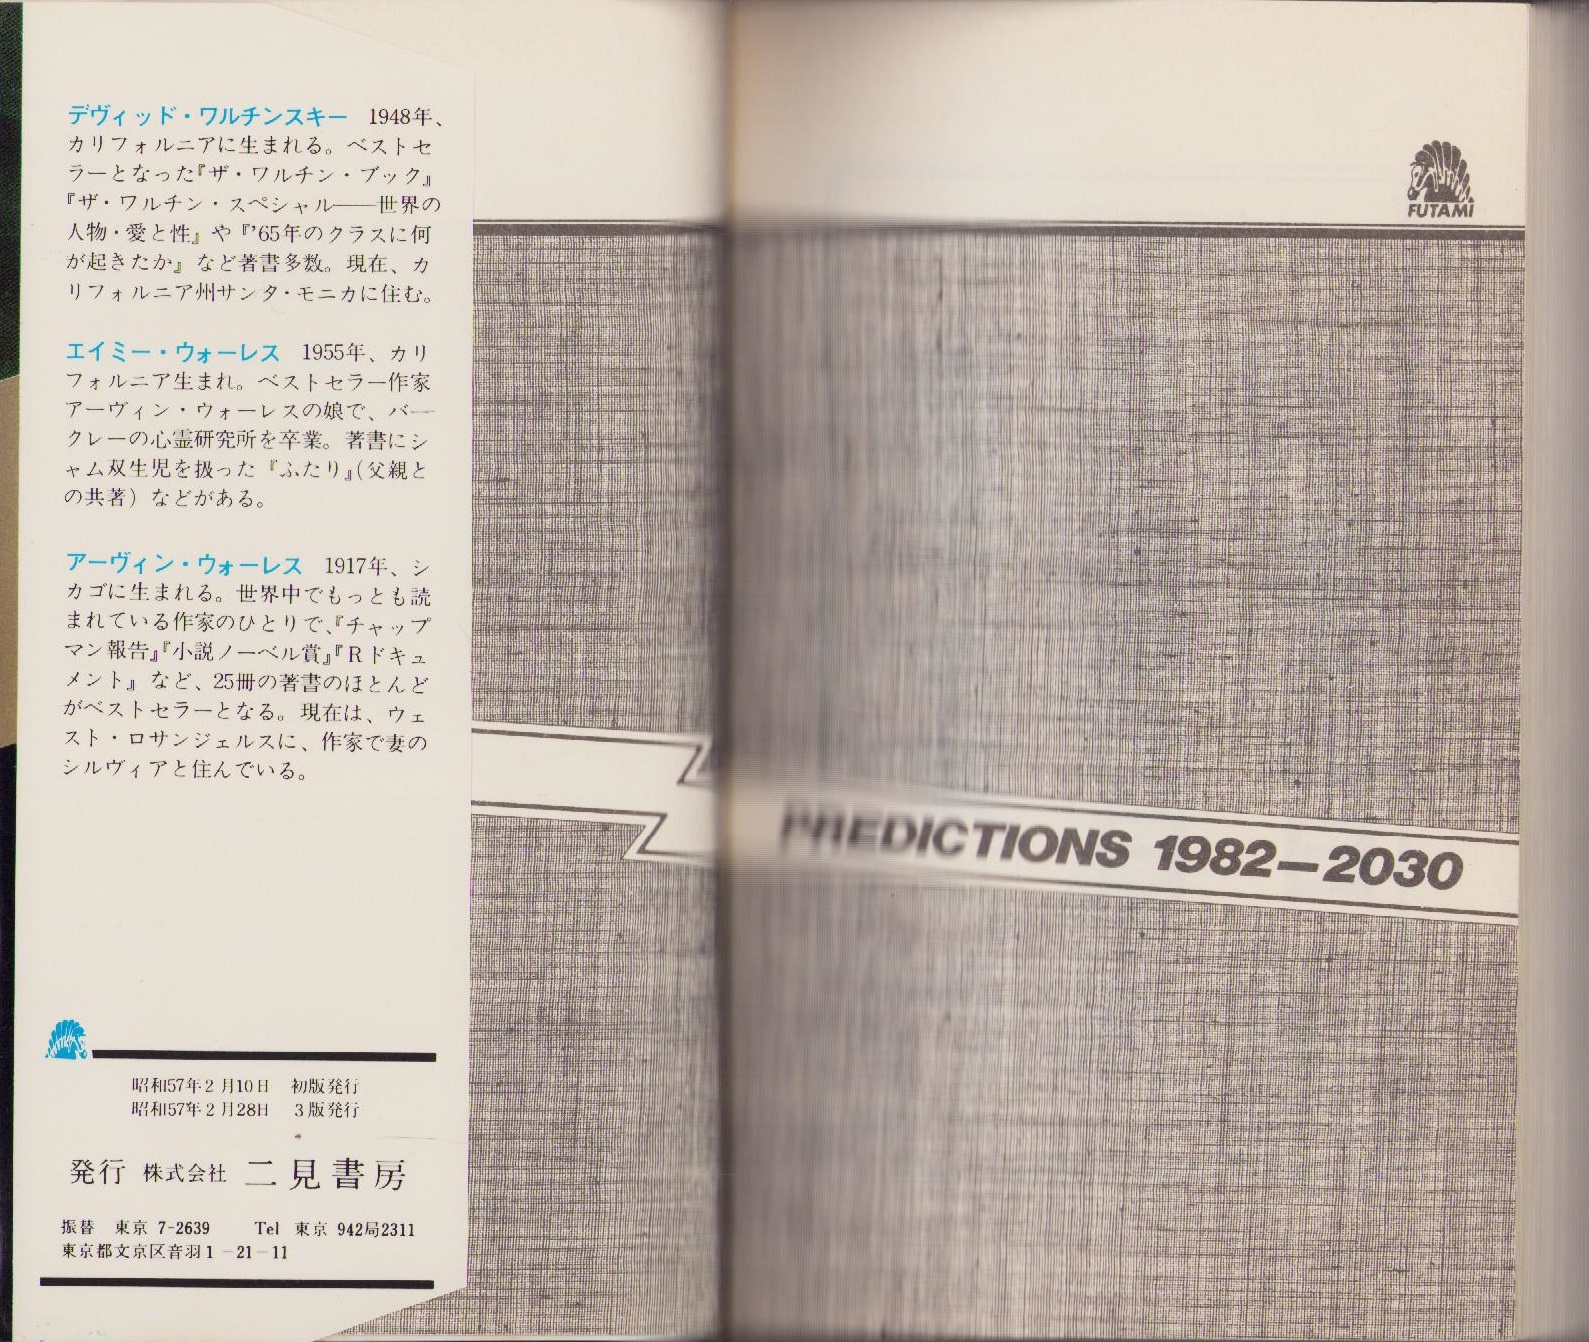 デヴィッド・ワルチンスキー　1948年、
カリフォルニアに生まれる。ベストセ
ラーとなった『ザ・ワルチン・ブック』
『ザ・ワルチン・スペシャル――世界の
人物・愛と性』や『'65年のクラスに何
が起きたか』など著書多数。現在、カ
リフォルニア州サンタ・モニカに住む。
エイミー・ウォーレス　1955年、カリ
フォルニア生まれ。ベストセラー作家
アーヴィン・ウォーレスの娘で、バー
クレーの心霊研究所を卒業。著書にシ
ャム双生児を扱った『ふたり』(父親と
の共著) などがある。
アーヴィン・ウォーレス　1917年、シ
カゴに生まれる。世界中でもっとも読
まれている作家のひとりで、『チャップ
マン報告』『小説ノーベル賞』『Rドキュ
メント』など、25冊の著書のほとんど
がベストセラーとなる。現在は、ウェ
スト・ロサンジェルスに、作家で妻の
シルヴィアと住んでいる。
昭和57年2月10日　初版発行
昭和57年2月28日　3版発行
発行 株式会社 二見書房
振替　東京 7-2639　Tel 東京 942局2311
東京都文京区音羽1-21-11
FUTAMI
PREDICTIONS 1982—2030